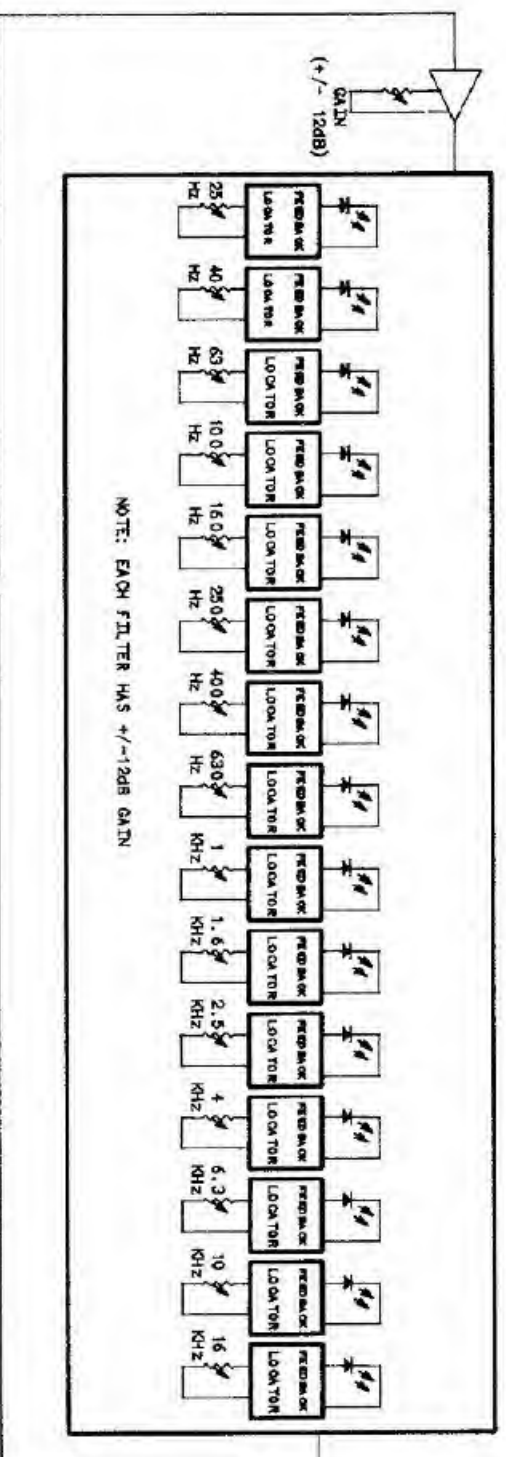 GAIN
(+/- 12dB)
FEEDBACK
LOCATOR
25
Hz
FEEDBACK
LOCATOR
40
Hz
FEEDBACK
LOCATOR
63
Hz
FEEDBACK
LOCATOR
100
Hz
FEEDBACK
LOCATOR
160
Hz
FEEDBACK
LOCATOR
250
Hz
FEEDBACK
LOCATOR
400
Hz
FEEDBACK
LOCATOR
630
Hz
FEEDBACK
LOCATOR
1
KHz
FEEDBACK
LOCATOR
1.6
KHz
FEEDBACK
LOCATOR
2.5
KHz
FEEDBACK
LOCATOR
4
KHz
FEEDBACK
LOCATOR
6.3
KHz
FEEDBACK
LOCATOR
10
KHz
FEEDBACK
LOCATOR
16
KHz
NOTE: EACH FILTER HAS +/-12dB GAIN